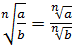 ⁿ√(a/b) = ⁿ√a / ⁿ√b